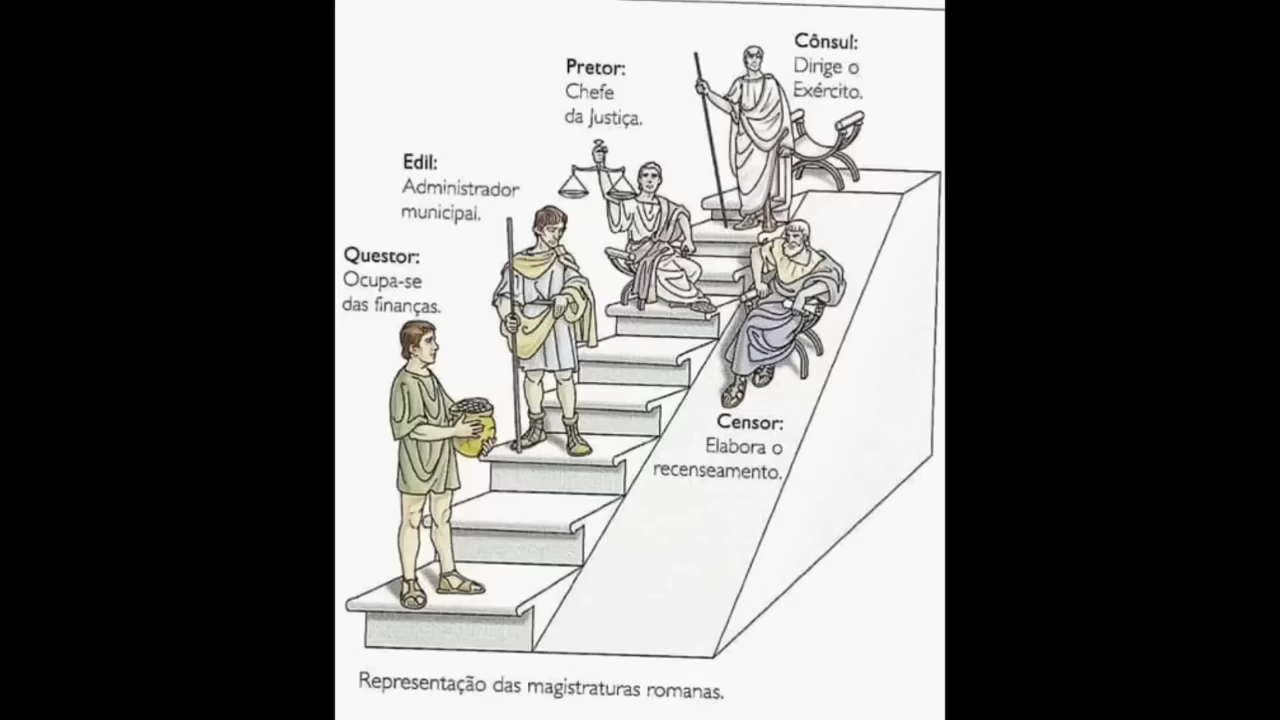 Cônsul:
Dirige o
Exército.
Pretor:
Chefe
da Justiça.
Edil:
Administrador
municipal.
Questor:
Ocupa-se
das finanças.
Censor:
Elabora o
recenseamento.
Representação das magistraturas romanas.